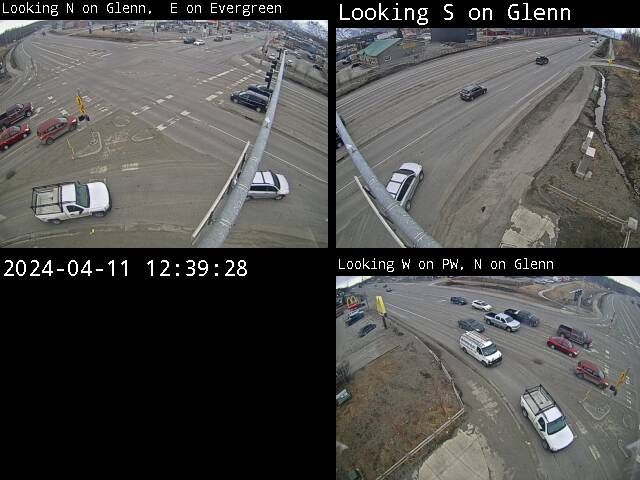 Looking N on Glenn,  E on Evergreen
Looking S on Glenn
2024-04-11 12:39:28
Looking W on PW, N on Glenn